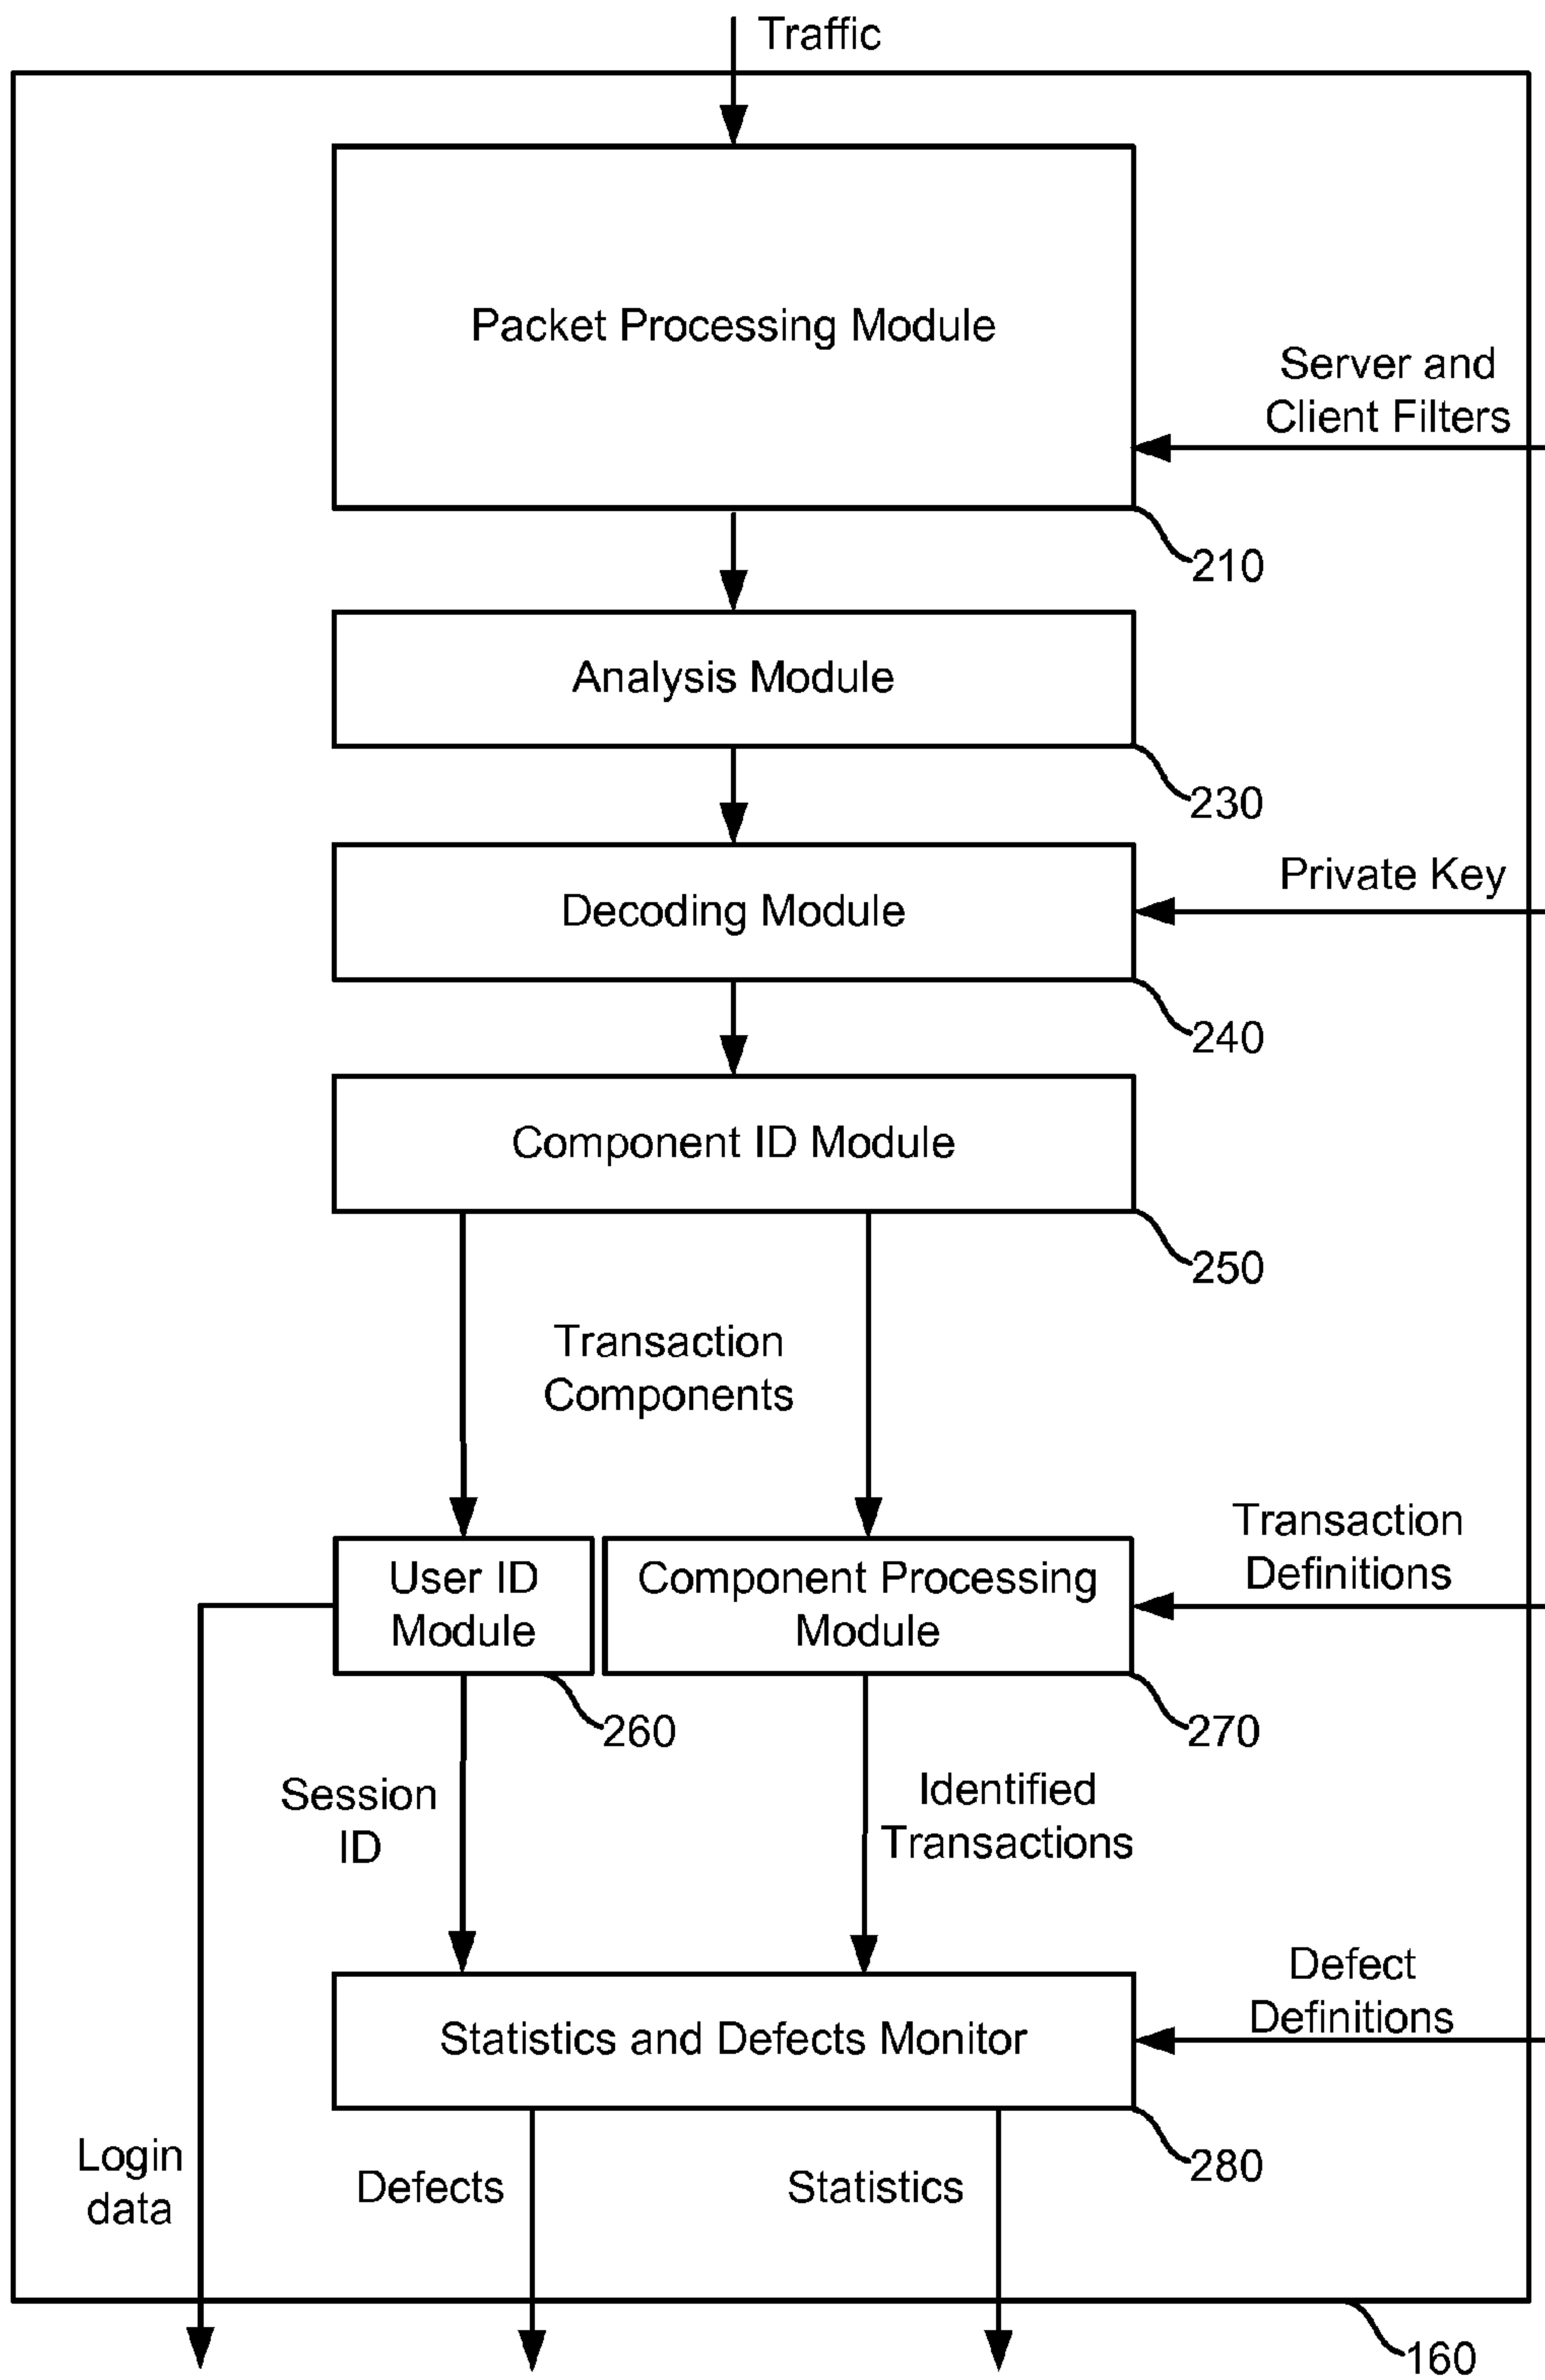 Traffic
Packet Processing Module
Server and
Client Filters
210
Analysis Module
230
Private Key
Decoding Module
240
Component ID Module
250
Transaction
Components
Transaction
Definitions
User ID
Module
Component Processing
Module
260
270
Session
ID
Identified
Transactions
Defect
Definitions
Statistics and Defects Monitor
280
Login
data
Defects
Statistics
160